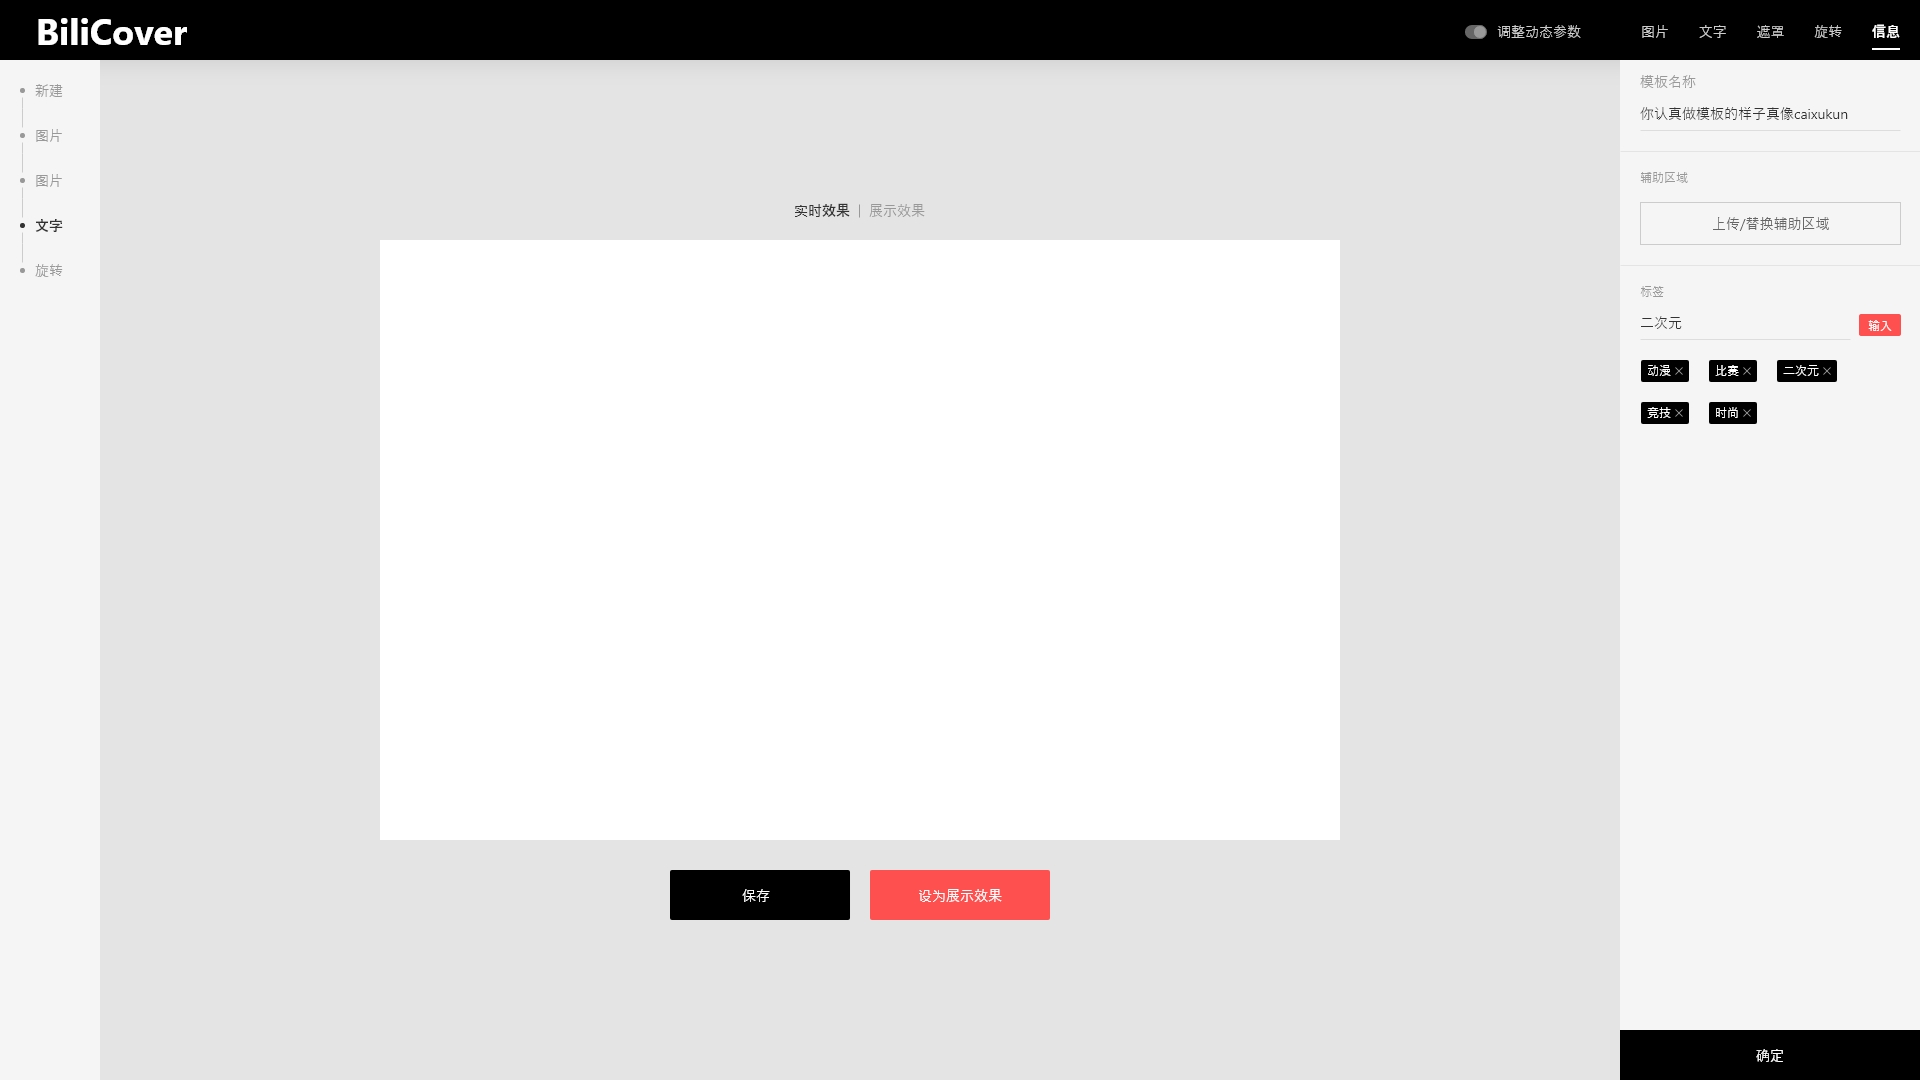 BiliCover
调整动态参数 图片 文字 遮罩 旋转 信息
新建
图片
图片
文字
旋转
实时效果 | 展示效果
保存 设为展示效果
模板名称
你认真做模板的样子真像caixukun
辅助区域
上传/替换辅助区域
标签
二次元 输入
动漫 × 比赛 × 二次元 ×
竞技 × 时尚 ×
确定